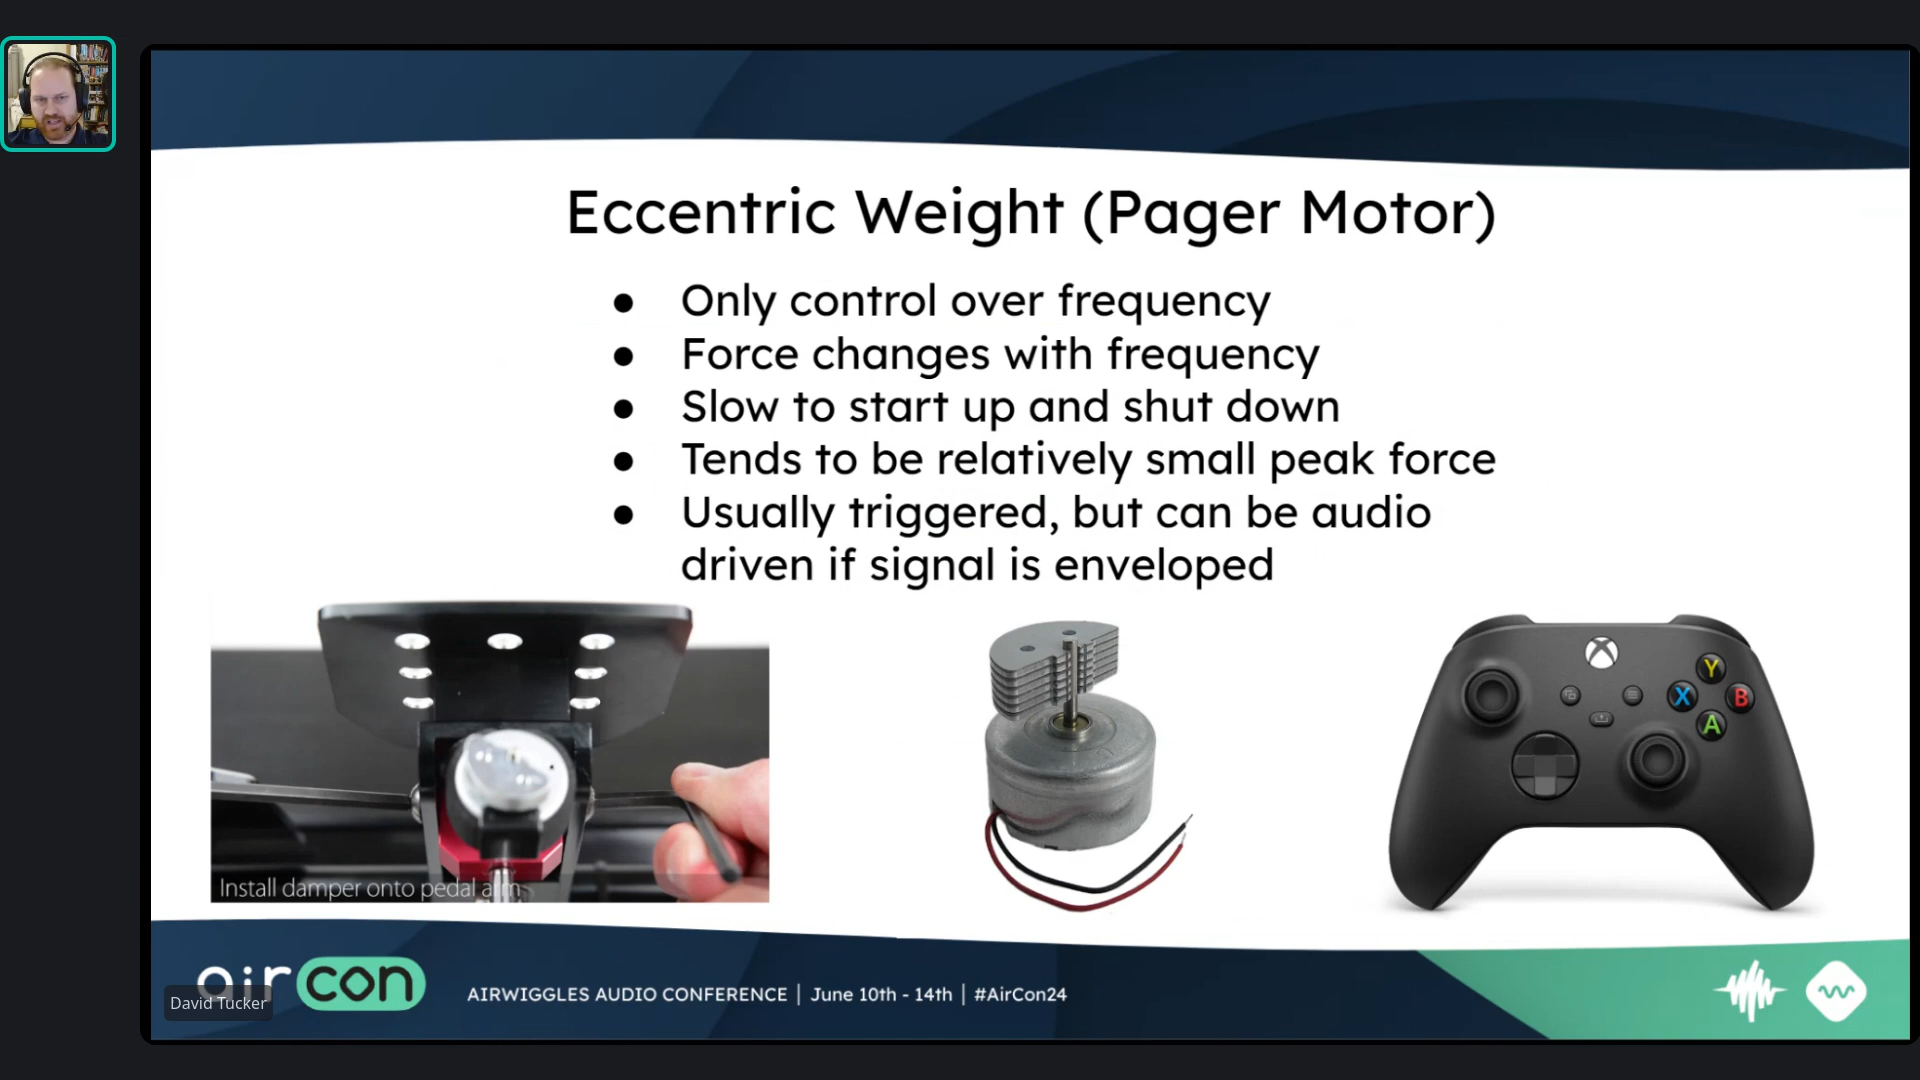 Eccentric Weight (Pager Motor)
● Only control over frequency
● Force changes with frequency
● Slow to start up and shut down
● Tends to be relatively small peak force
● Usually triggered, but can be audio
driven if signal is enveloped
Install damper onto pedal arm
Y
X
B
A
aircon
David Tucker
AIRWIGGLES AUDIO CONFERENCE | June 10th - 14th | #AirCon24